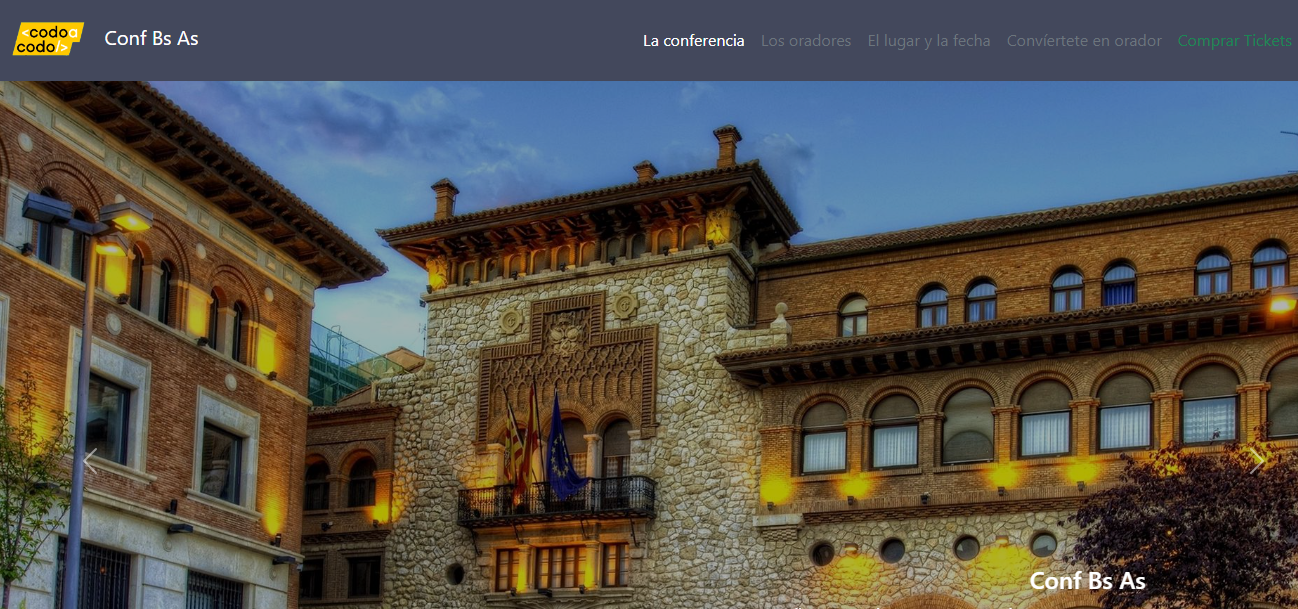 <codo a
codo/>
Conf Bs As
La conferencia
Los oradores
El lugar y la fecha
Conviertete en orador
Comprar Tickets
Conf Bs As